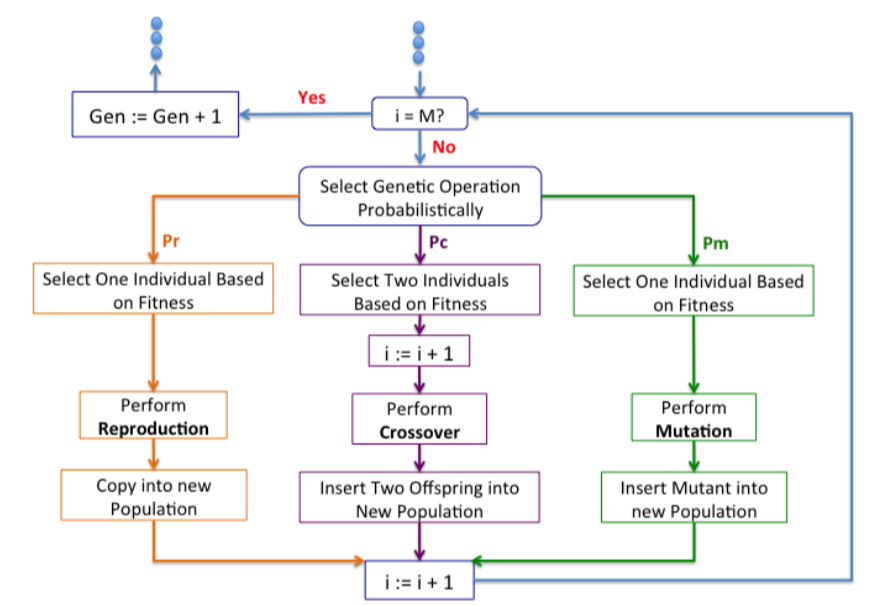 Yes
i = M?
Gen := Gen + 1
No
Select Genetic Operation
Probabilistically
Pr
Pc
Pm
Select One Individual Based
on Fitness
Select Two Individuals
Based on Fitness
Select One Individual Based
on Fitness
i := i + 1
Perform
Reproduction
Perform
Crossover
Perform
Mutation
Copy into new
Population
Insert Two Offspring into
New Population
Insert Mutant into
new Population
i := i + 1